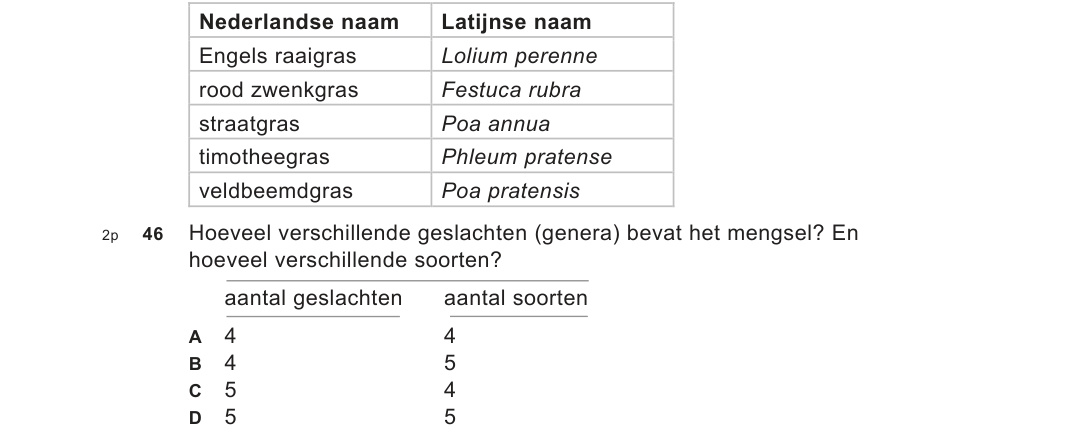 Nederlandse naam Latijnse naam
Engels raaigras Lolium perenne
rood zwenkgras Festuca rubra
straatgras Poa annua
timotheegras Phleum pratense
veldbeemdgras Poa pratensis
2p 46 Hoeveel verschillende geslachten (genera) bevat het mengsel? En
hoeveel verschillende soorten?
aantal geslachten aantal soorten
A 4 4
B 4 5
C 5 4
D 5 5